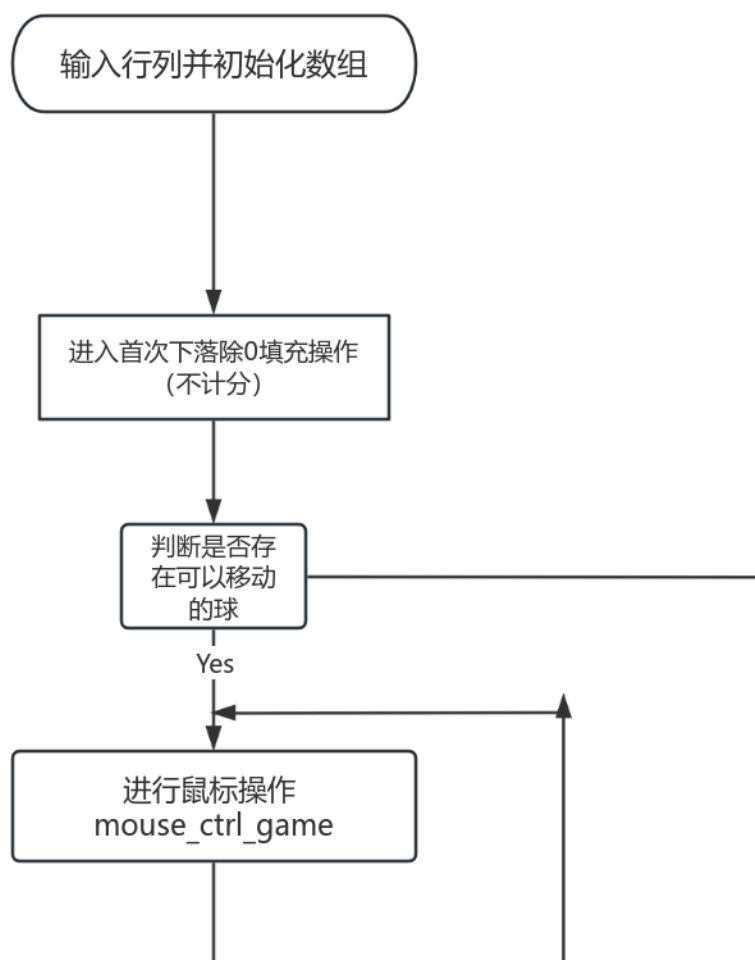 输入行列并初始化数组
进入首次下落除0填充操作
（不计分）
判断是否存
在可以移动
的球
Yes
进行鼠标操作
mouse_ctrl_game